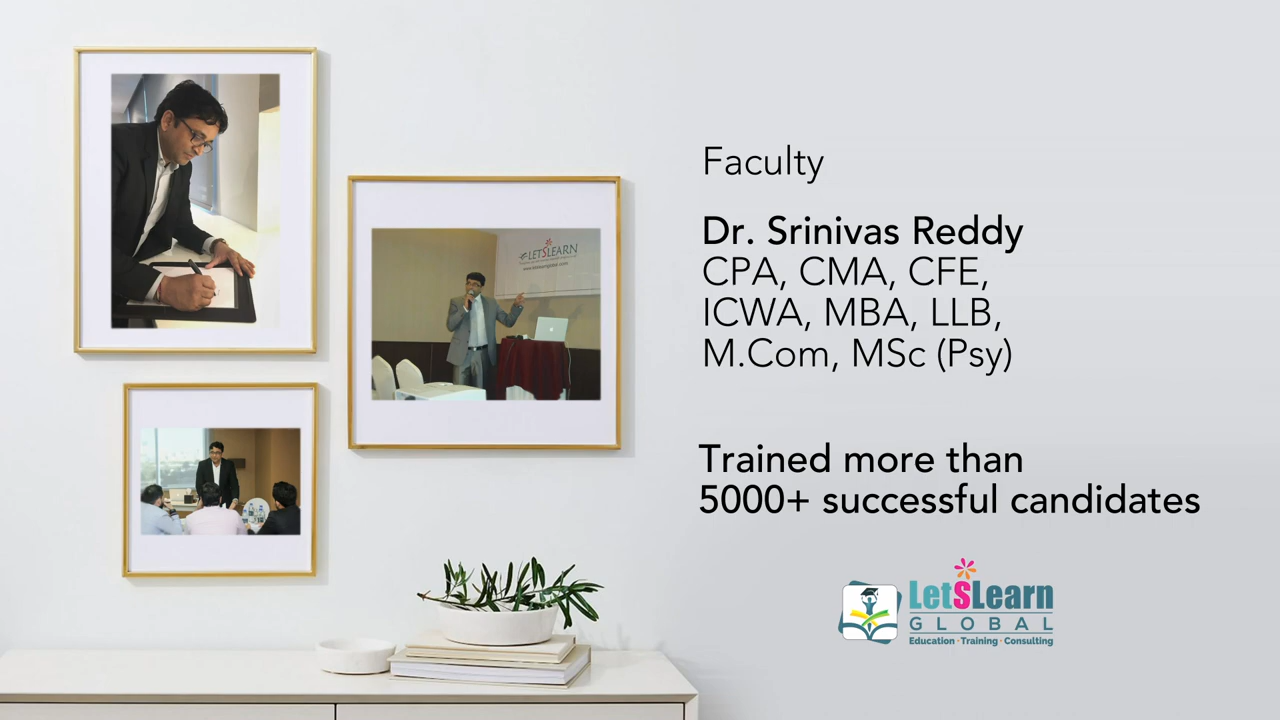 Faculty
Dr. Srinivas Reddy
CPA, CMA, CFE,
ICWA, MBA, LLB,
M.Com, MSc (Psy)
Trained more than
5000+ successful candidates
e-LETSLEARN
LetSLearn
GLOBAL
Education · Training · Consulting